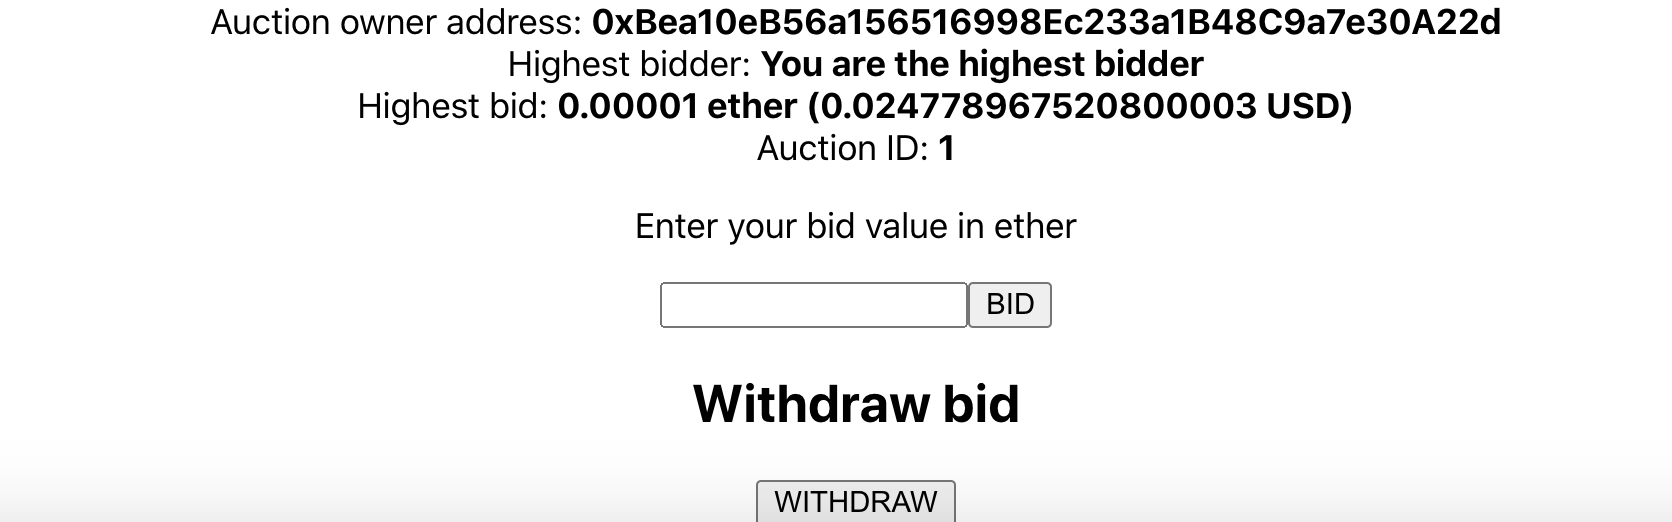 Auction owner address: 0xBea10eB56a156516998Ec233a1B48C9a7e30A22d
Highest bidder: You are the highest bidder
Highest bid: 0.00001 ether (0.024778967520800003 USD)
Auction ID: 1
Enter your bid value in ether
BID
Withdraw bid
WITHDRAW